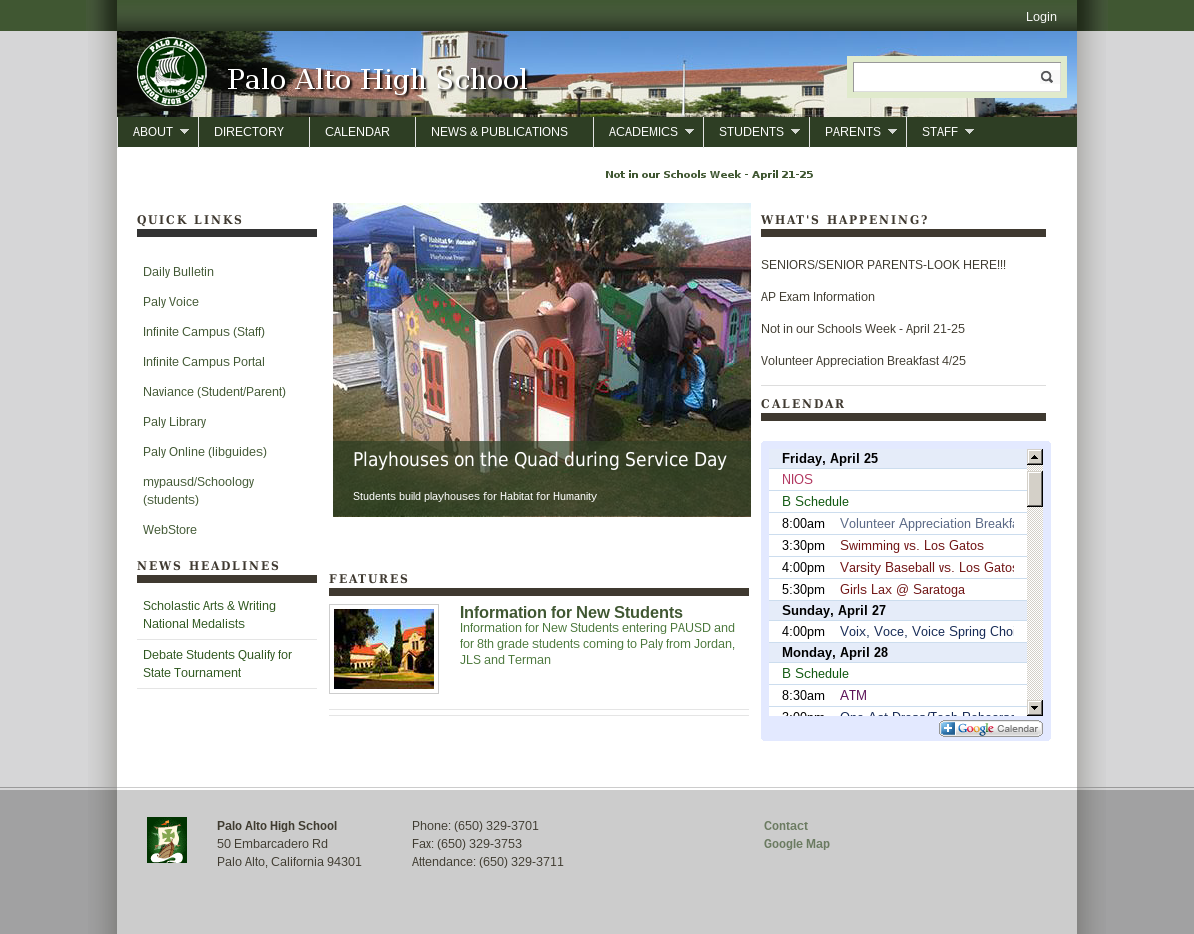 Login
PALO ALTO
Vikings
SENIOR HIGH SCHOOL
Palo Alto High School
ABOUT
DIRECTORY
CALENDAR
NEWS & PUBLICATIONS
ACADEMICS
STUDENTS
PARENTS
STAFF
Not in our Schools Week - April 21-25
QUICK LINKS
Daily Bulletin
Paly Voice
Infinite Campus (Staff)
Infinite Campus Portal
Naviance (Student/Parent)
Paly Library
Paly Online (libguides)
mypausd/Schoology
(students)
WebStore
NEWS HEADLINES
Scholastic Arts & Writing
National Medalists
Debate Students Qualify for
State Tournament
Habitat for Humanity
Playhouse Program
Playhouses on the Quad during Service Day
Students build playhouses for Habitat for Humanity
FEATURES
Information for New Students
Information for New Students entering PAUSD and
for 8th grade students coming to Paly from Jordan,
JLS and Terman
WHAT'S HAPPENING?
SENIORS/SENIOR PARENTS-LOOK HERE!!!
AP Exam Information
Not in our Schools Week - April 21-25
Volunteer Appreciation Breakfast 4/25
CALENDAR
Friday, April 25
NIOS
B Schedule
8:00am Volunteer Appreciation Breakfa
3:30pm Swimming vs. Los Gatos
4:00pm Varsity Baseball vs. Los Gatos
5:30pm Girls Lax @ Saratoga
Sunday, April 27
4:00pm Voix, Voce, Voice Spring Cho
Monday, April 28
B Schedule
8:30am ATM
3:00pm One Act Dress/Tech Rehears
Google Calendar
Palo Alto High School
50 Embarcadero Rd
Palo Alto, California 94301
Phone: (650) 329-3701
Fax: (650) 329-3753
Attendance: (650) 329-3711
Contact
Google Map